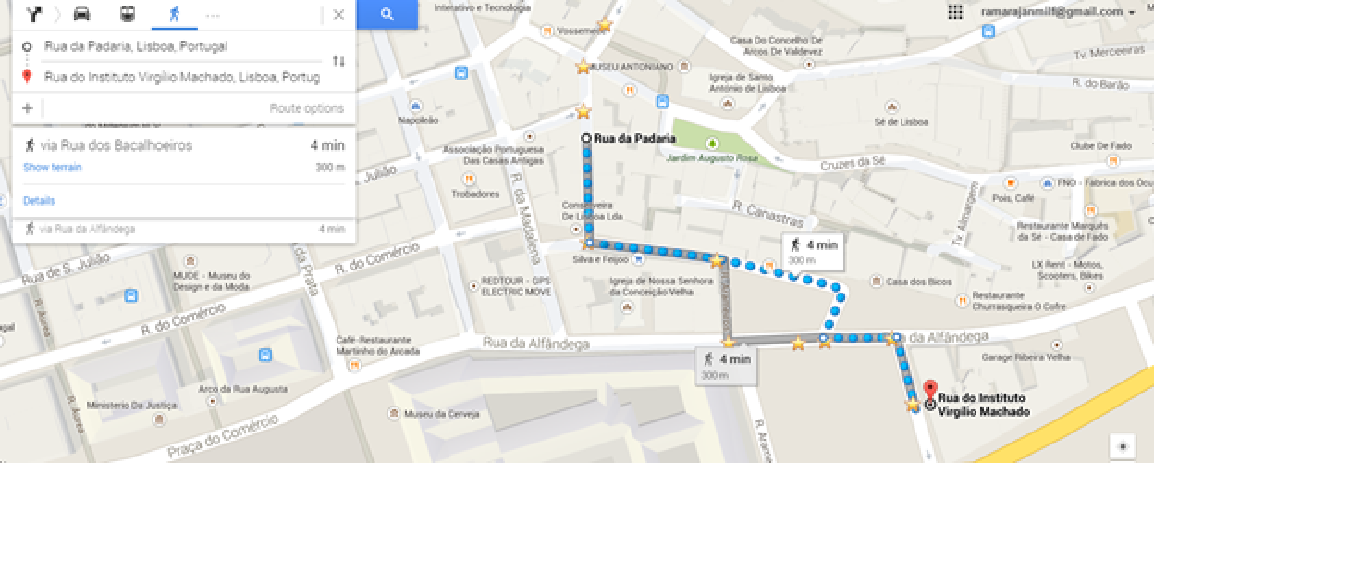 Interativo e Tecnologia
ramarajanmilf@gmail.com
M
Rua da Padaria, Lisboa, Portugal
Rua do Instituto Virgílio Machado, Lisboa, Portug
Route options
via Rua dos Bacalhoeiros
4 min
Show terrain
300 m
Details
via Rua da Alfândega
4 min
Napoleão
Julião
MUSEU ANTONIANO
Casa Do Concelho De
Arcos De Valdevez
Tv. Merceeiras
R. do Barão
Igreja de Santo
António de Lisboa
Sé de Lisboa
Rua da Padaria
Jardim Augusto Rosa
Cruzes da Sé
Clube De Fado
Associação Portuguesa
Das Casas Antigas
Trobadores
R. da Madalena
Conserveira
De Lisboa Lda
R. Canastras
Tv. Almargem
Pois, Café
FNO - Fábrica dos Ócu
Restaurante Marquês
da Sé - Casa de Fado
4 min
300 m
Silva e Feijoo
Rua de S. Julião
R. do Comércio
da Prata
MUDE - Museu do
Design e da Moda
REDTOUR - GPS
ELECTRIC MOVE
Igreja de Nossa Senhora
da Conceição Velha
Casa dos Bicos
LX Rent - Motos,
Scooters, Bikes
Restaurante
Churrasqueira O Cofre
R. Áurea
R. do Comércio
Café-Restaurante
Martinho do Arcada
Rua da Alfândega
da Alfândega
Garage Ribeira Velha
4 min
300 m
Arco da Rua Augusta
Ministerio Da Justiça
R. Áurea
Praça do Comércio
Museu da Cerveja
Rua do Instituto
Virgílio Machado